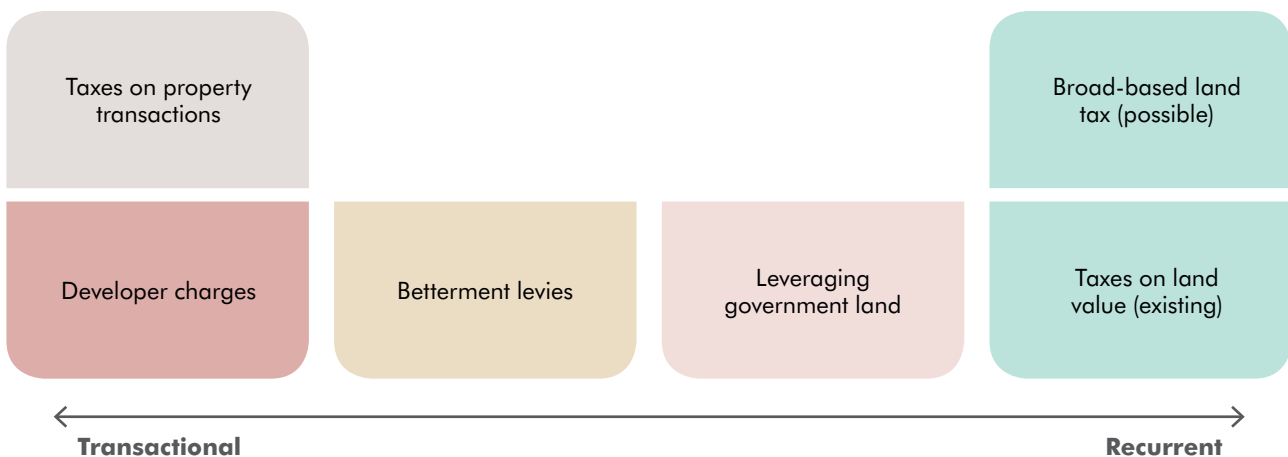 Taxes on property
transactions
Broad-based land
tax (possible)
Developer charges
Betterment levies
Leveraging
government land
Taxes on land
value (existing)
Transactional
Recurrent